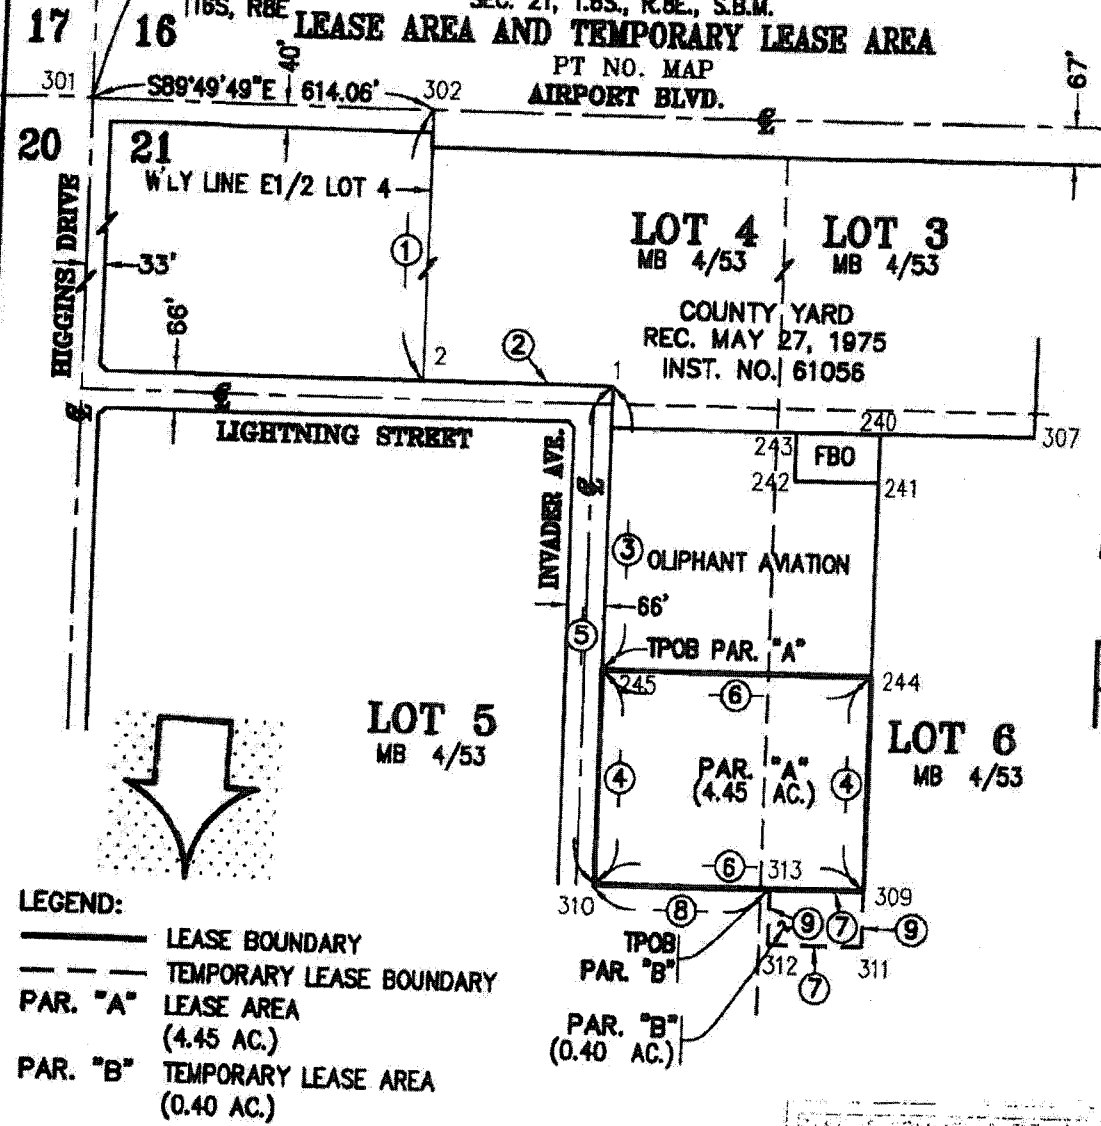 T6S, R8E
SEC. 21, T.6S., R.8E., S.B.M.
17
16
LEASE AREA AND TEMPORARY LEASE AREA
PT NO. MAP
AIRPORT BLVD.
301
S89°49'49"E 614.06'
40'
302
67'
20
21
W'LY LINE E1/2 LOT 4
HIGGINS DRIVE
33'
66'
1
LOT 4
MB 4/53
LOT 3
MB 4/53
COUNTY YARD
REC. MAY 27, 1975
INST. NO. 61056
2
2
1
LIGHTNING STREET
INVADER AVE.
240
243
FBO
307
242
241
3
OLIPHANT AVIATION
66'
5
TPOB PAR. "A"
245
6
244
LOT 5
MB 4/53
LOT 6
MB 4/53
4
PAR. "A"
(4.45 AC.)
4
6
313
310
8
9
7
309
9
TPOB
PAR. "B"
312
7
311
PAR. "B"
(0.40 AC.)
LEGEND:
LEASE BOUNDARY
TEMPORARY LEASE BOUNDARY
PAR. "A" LEASE AREA
(4.45 AC.)
PAR. "B" TEMPORARY LEASE AREA
(0.40 AC.)